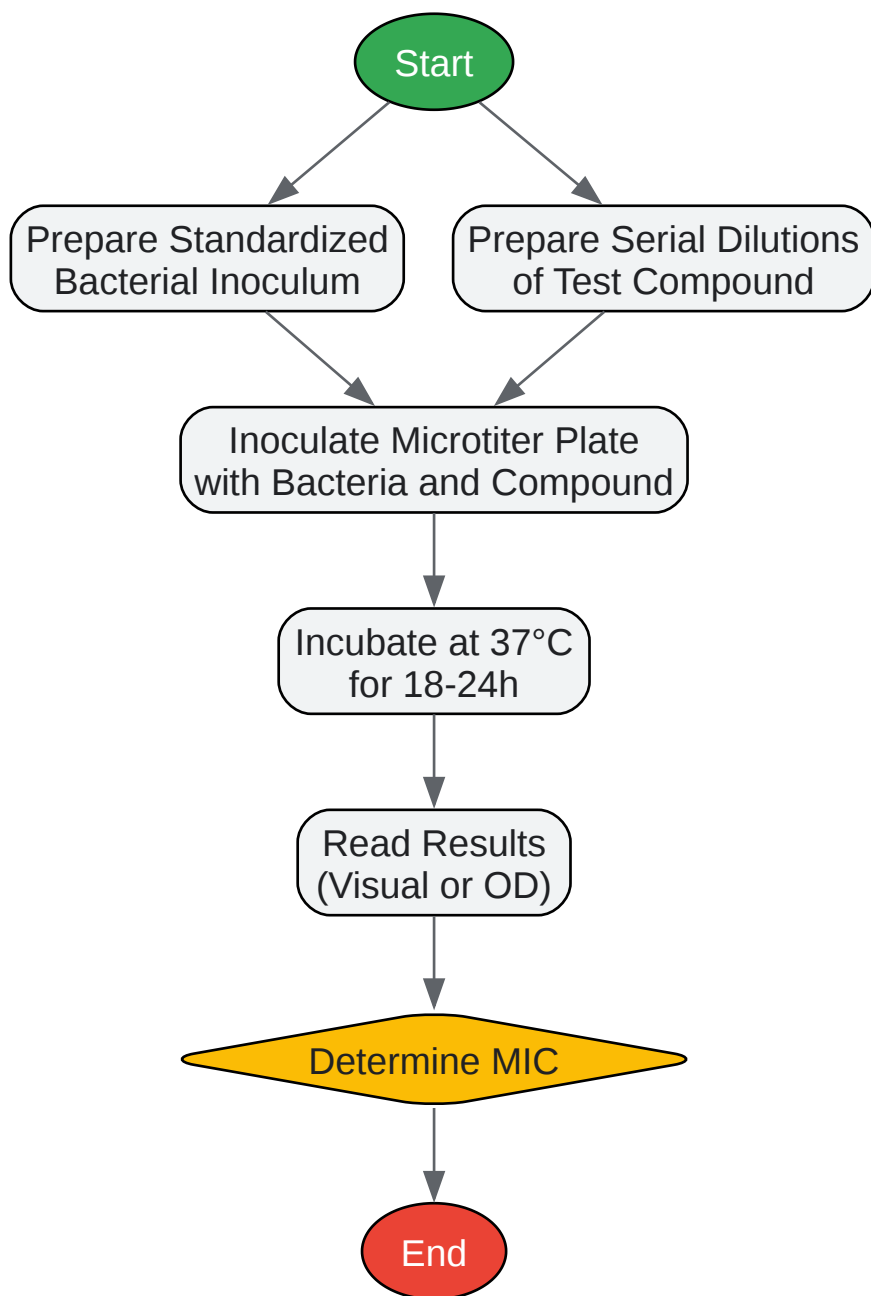 Start
Prepare Standardized
Bacterial Inoculum
Prepare Serial Dilutions
of Test Compound
Inoculate Microtiter Plate
with Bacteria and Compound
Incubate at 37°C
for 18-24h
Read Results
(Visual or OD)
Determine MIC
End